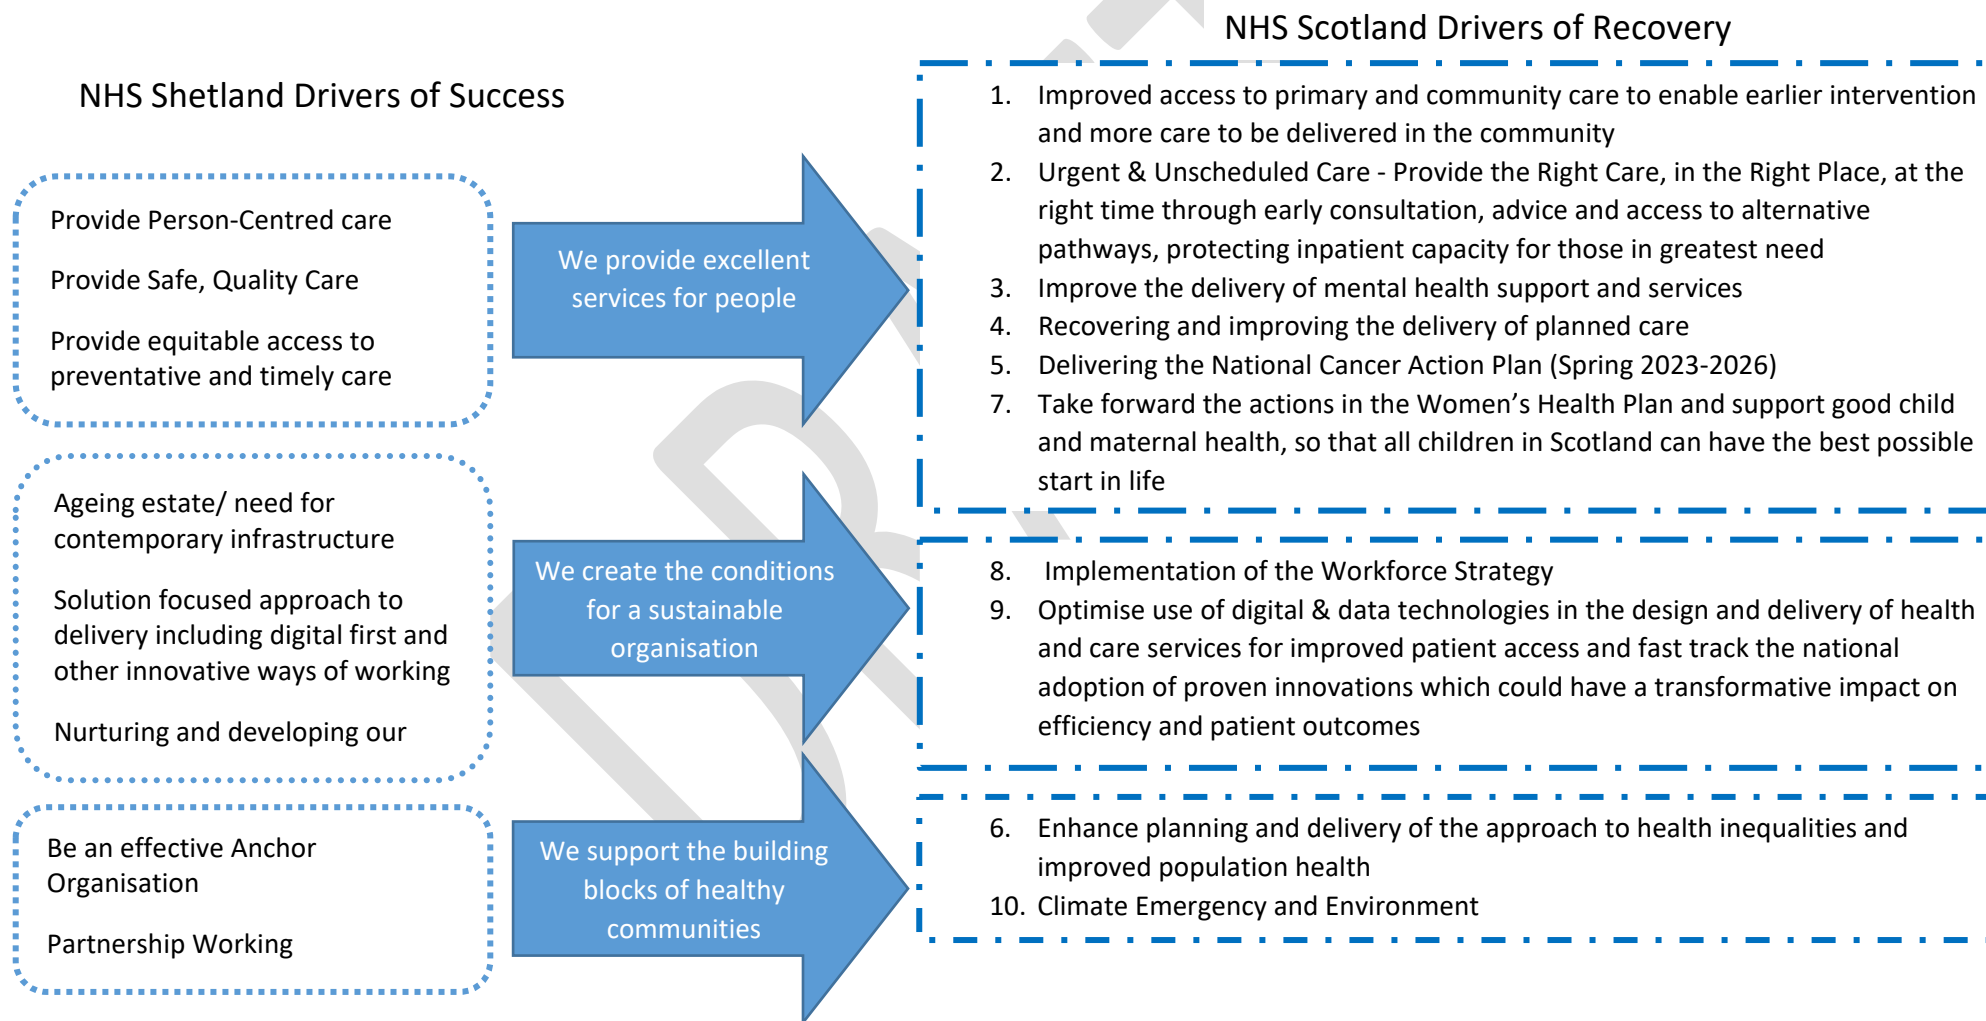 NHS Scotland Drivers of Recovery
NHS Shetland Drivers of Success
Provide Person-Centred care
Provide Safe, Quality Care
Provide equitable access to
preventative and timely care
We provide excellent
services for people
1. Improved access to primary and community care to enable earlier intervention
and more care to be delivered in the community
2. Urgent & Unscheduled Care - Provide the Right Care, in the Right Place, at the
right time through early consultation, advice and access to alternative
pathways, protecting inpatient capacity for those in greatest need
3. Improve the delivery of mental health support and services
4. Recovering and improving the delivery of planned care
5. Delivering the National Cancer Action Plan (Spring 2023-2026)
7. Take forward the actions in the Women’s Health Plan and support good child
and maternal health, so that all children in Scotland can have the best possible
start in life
Ageing estate/ need for
contemporary infrastructure
Solution focused approach to
delivery including digital first and
other innovative ways of working
Nurturing and developing our
We create the conditions
for a sustainable
organisation
8. Implementation of the Workforce Strategy
9. Optimise use of digital & data technologies in the design and delivery of health
and care services for improved patient access and fast track the national
adoption of proven innovations which could have a transformative impact on
efficiency and patient outcomes
Be an effective Anchor
Organisation
Partnership Working
We support the building
blocks of healthy
communities
6. Enhance planning and delivery of the approach to health inequalities and
improved population health
10. Climate Emergency and Environment